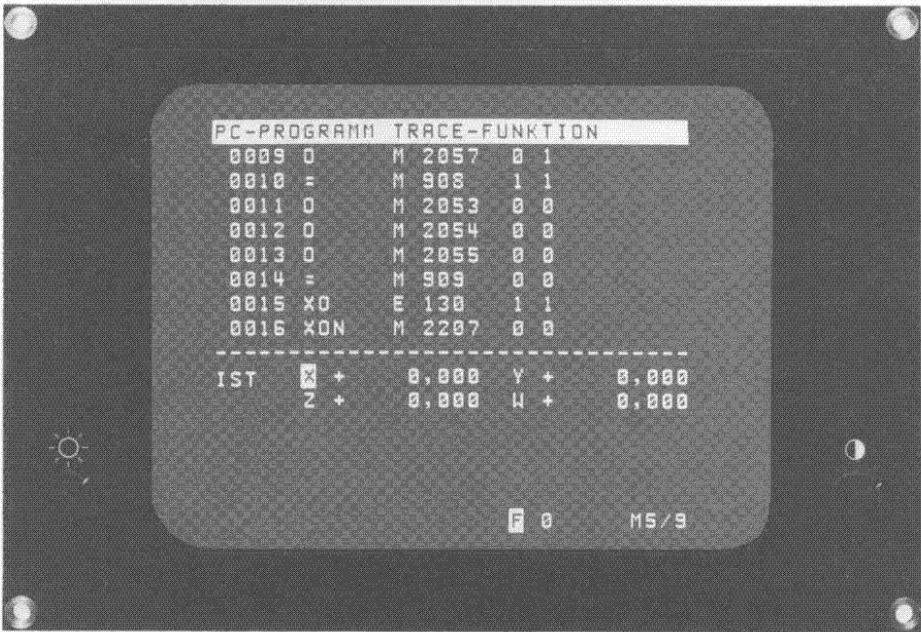 PC-PROGRAMM TRACE-FUNKTION
0009 O M 2057 0 1
0010 = M 908 1 1
0011 O M 2053 0 0
0012 O M 2054 0 0
0013 O M 2055 0 0
0014 = M 909 0 0
0015 XO E 130 1 1
0016 XON M 2207 0 0
IST X + 0,000 Y + 0,000
Z + 0,000 W + 0,000
F 0 M5/9